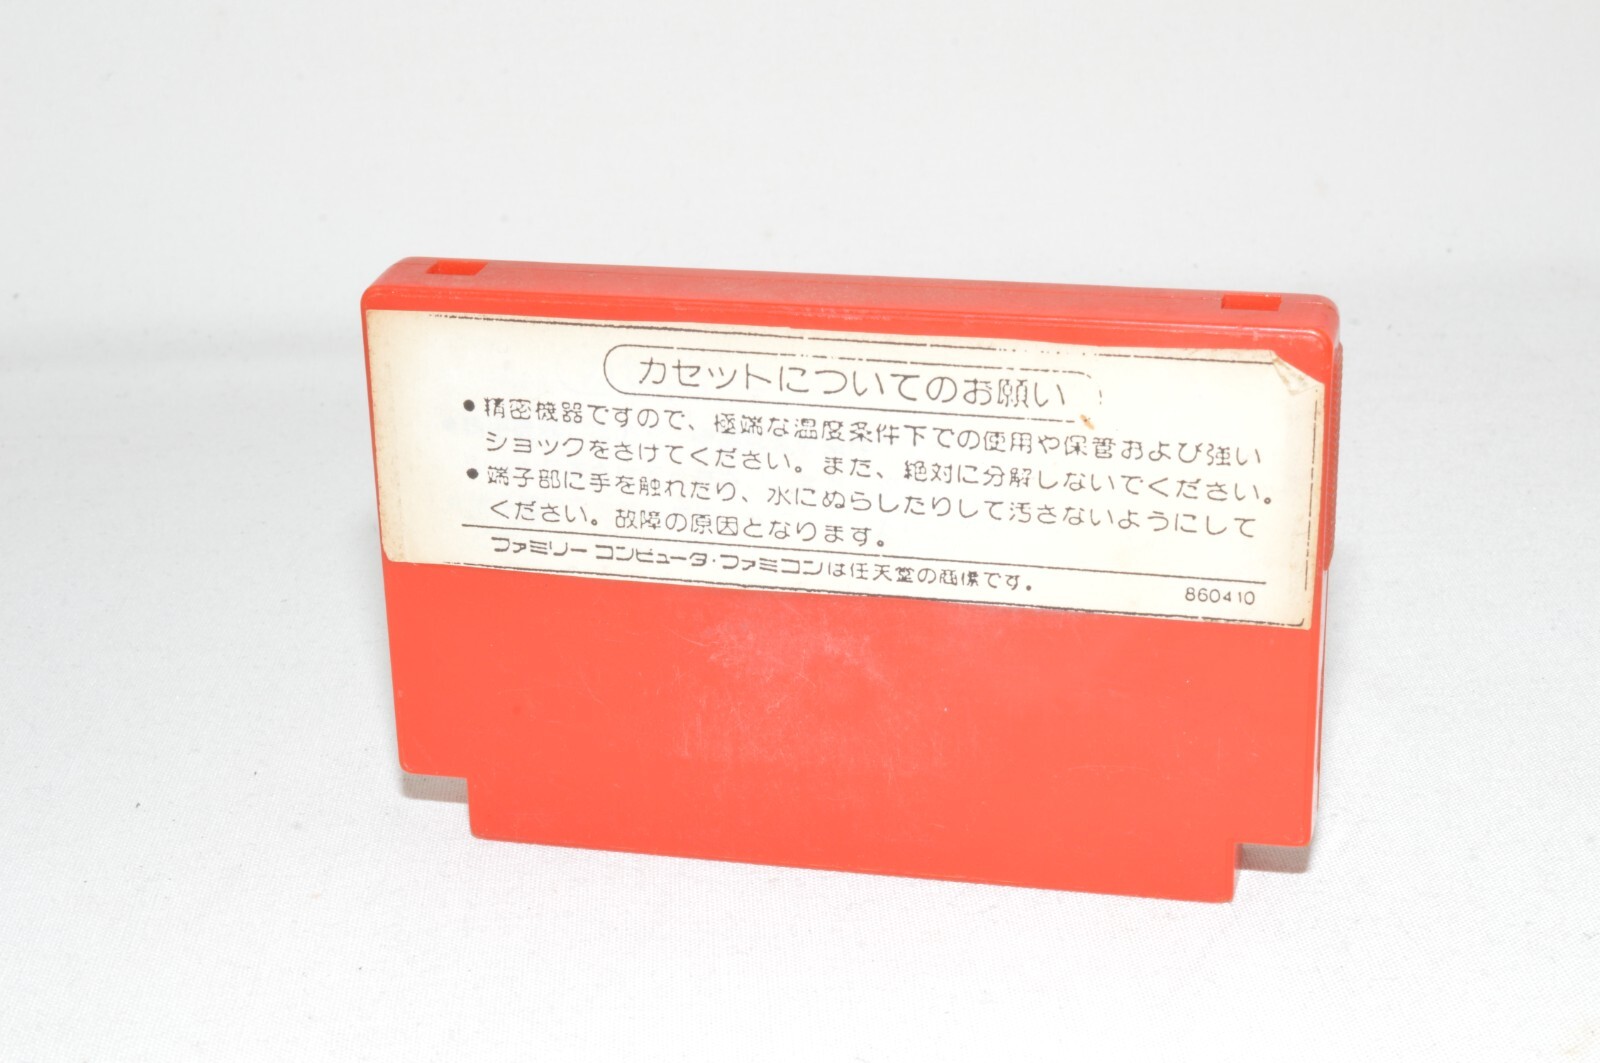 カセットについてのお願い
●精密機器ですので、極端な温度条件下での使用や保管および強い
ショックをさけてください。また、絶対に分解しないでください。
●端子部に手を触れたり、水にぬらしたりして汚さないようにして
ください。故障の原因となります。
ファミリーコンピュータ・ファミコンは任天堂の商標です。
860410